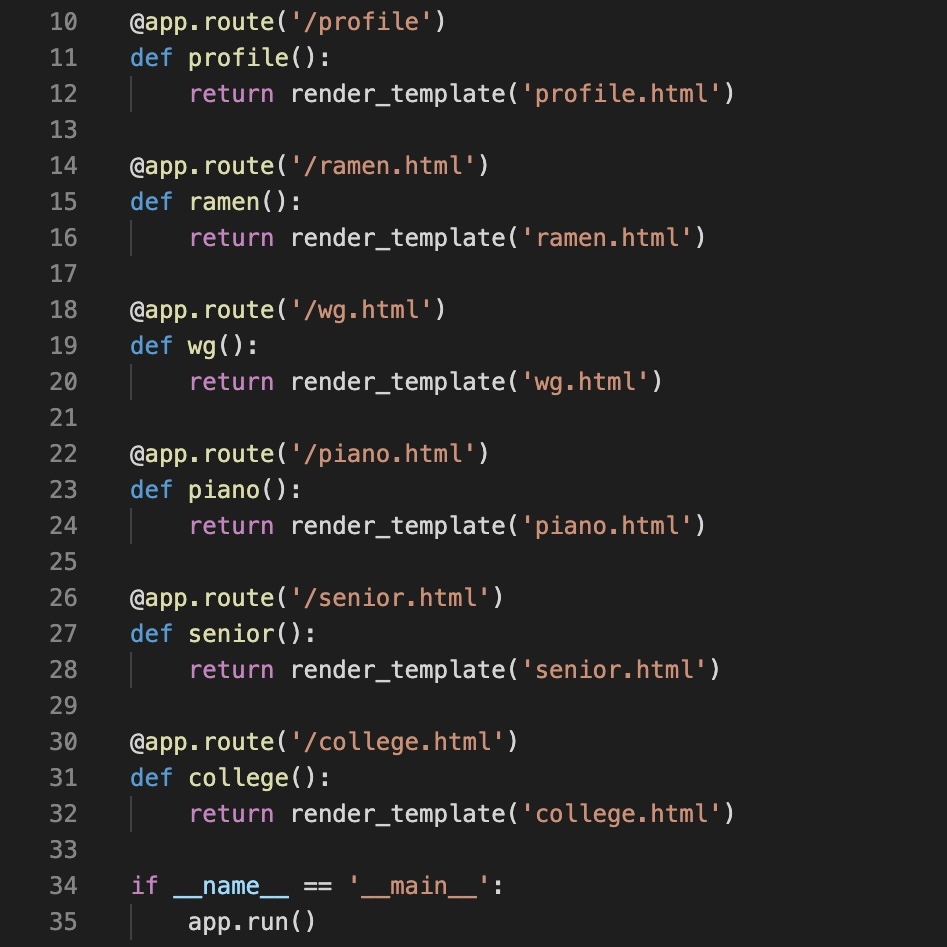 10 @app.route('/profile')
11 def profile():
12     return render_template('profile.html')
13
14 @app.route('/ramen.html')
15 def ramen():
16     return render_template('ramen.html')
17
18 @app.route('/wg.html')
19 def wg():
20     return render_template('wg.html')
21
22 @app.route('/piano.html')
23 def piano():
24     return render_template('piano.html')
25
26 @app.route('/senior.html')
27 def senior():
28     return render_template('senior.html')
29
30 @app.route('/college.html')
31 def college():
32     return render_template('college.html')
33
34 if __name__ == '__main__':
35     app.run()